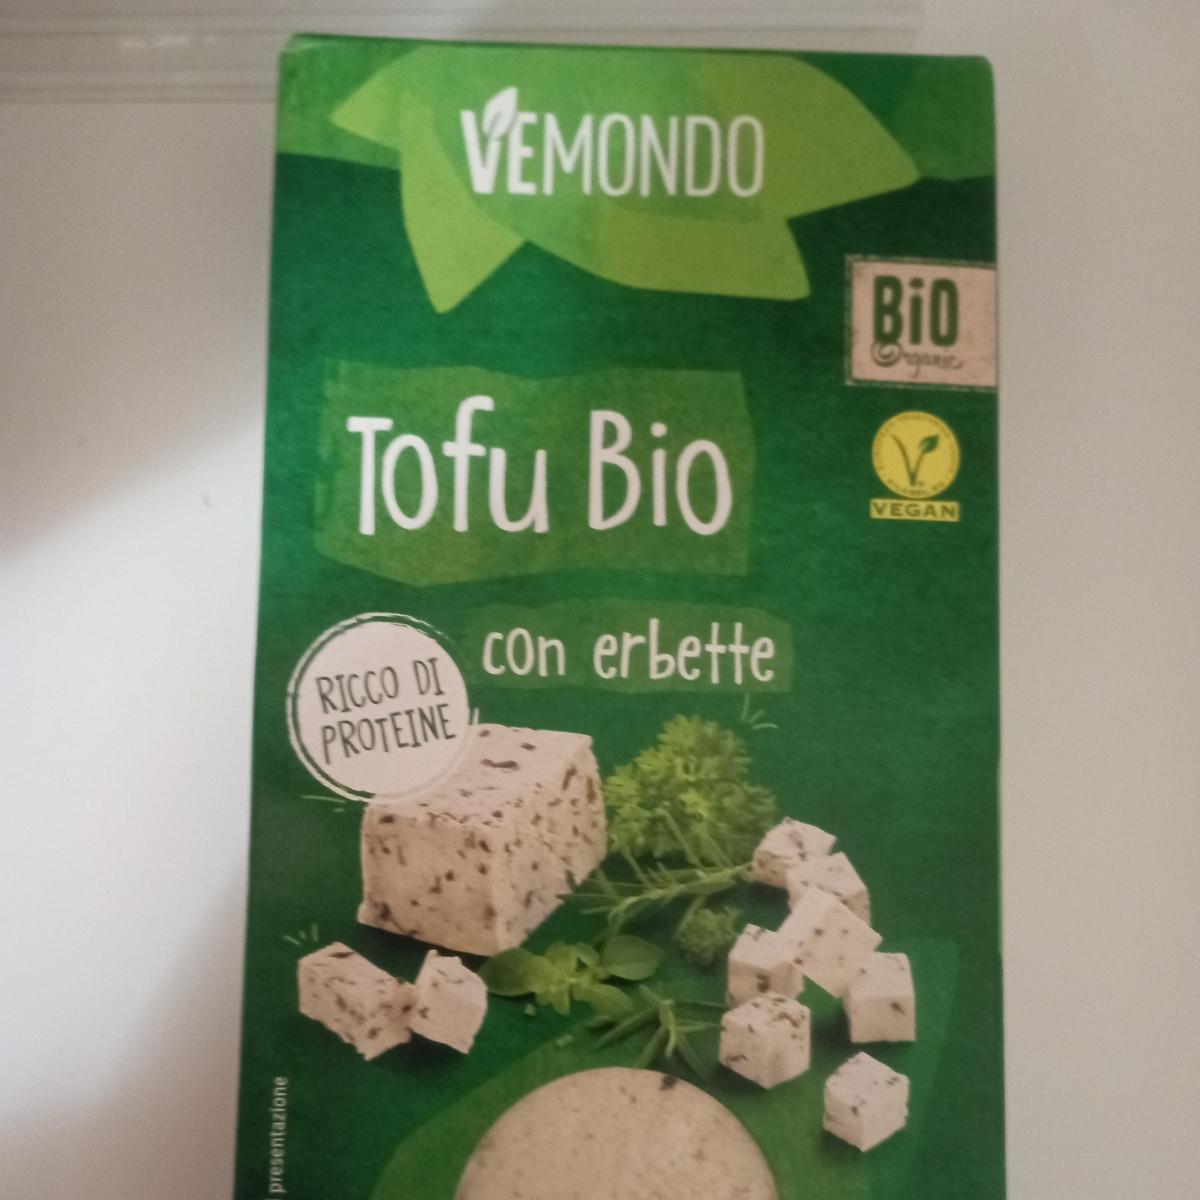 VEMONDO
BiO
Organic
Tofu Bio
VEGAN
con erbette
RICCO DI
PROTEINE
presentazione